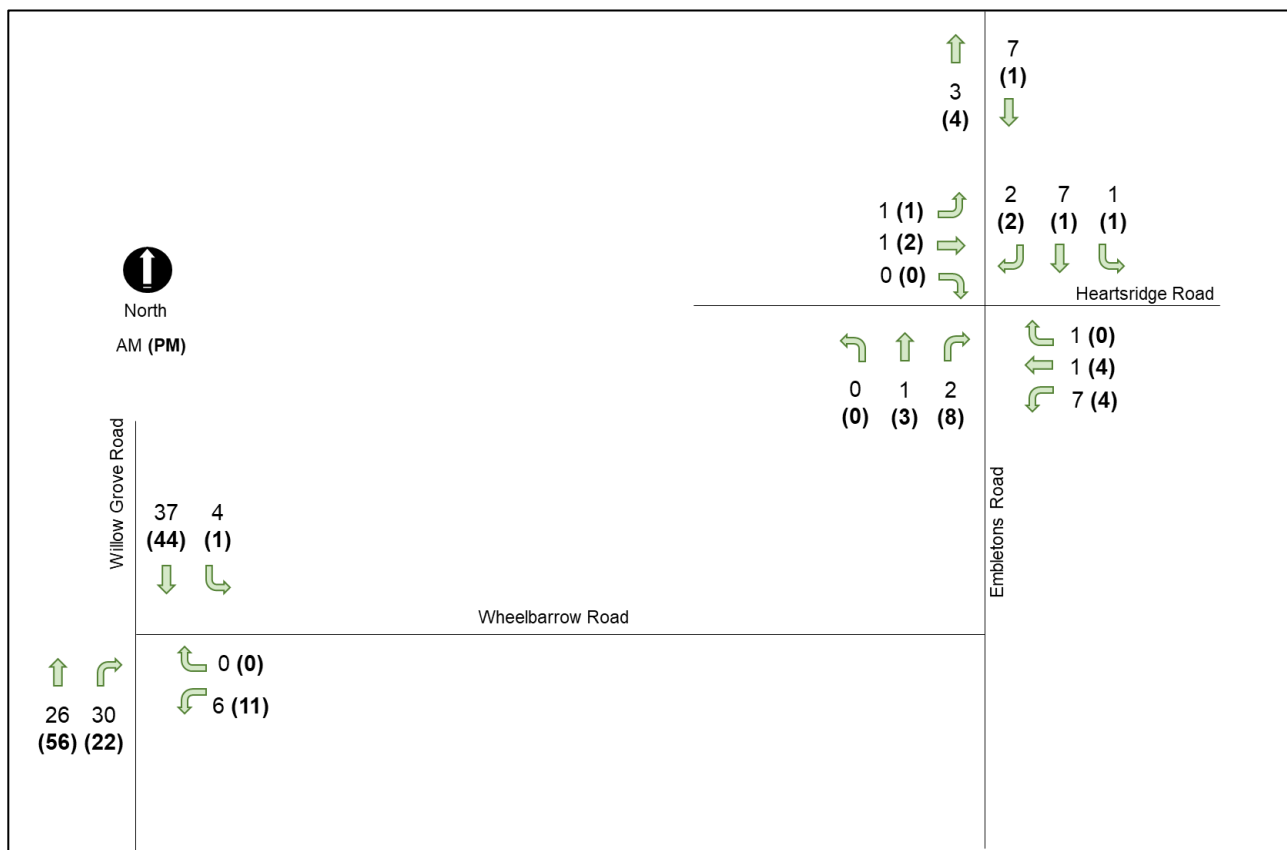 7
(1)
3
(4)
1 (1)
1 (2)
0 (0)
2 7 1
(2) (1) (1)
North
AM (PM)
Heartsridge Road
1 (0)
1 (4)
7 (4)
0 1 2
(0) (3) (8)
Willow Grove Road
37 4
(44) (1)
Embletons Road
Wheelbarrow Road
0 (0)
6 (11)
26 30
(56) (22)